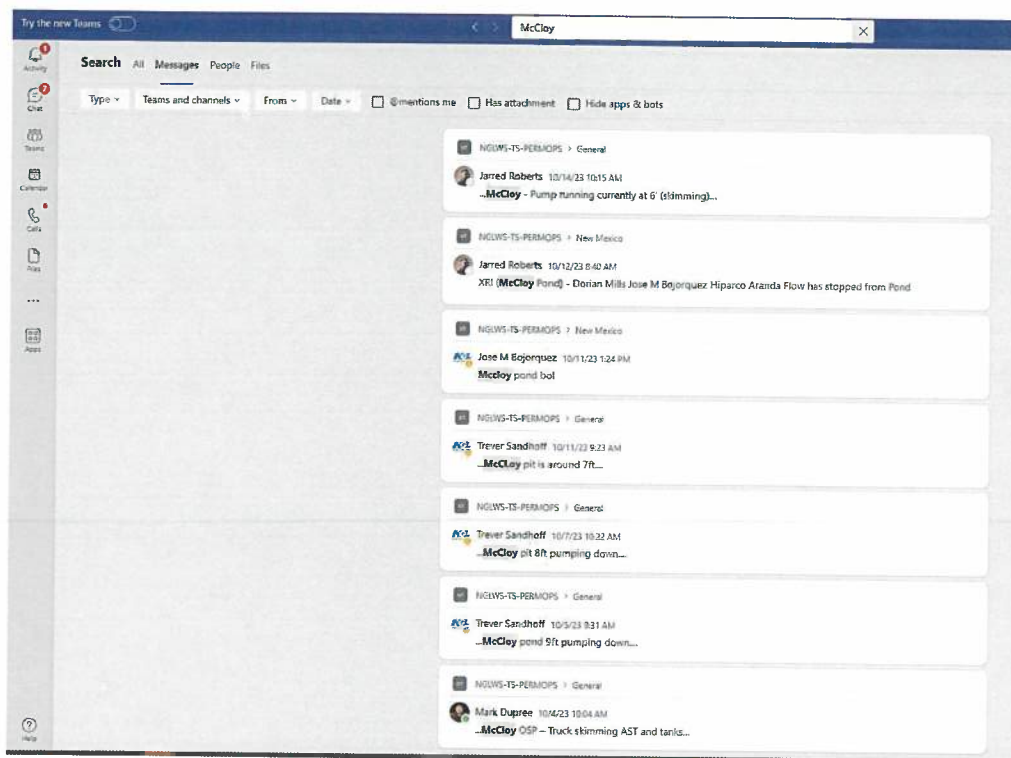 Try the new Teams
McCloy
Activity
Chat
Teams
Calendar
Calls
Files
Apps
Help
Search All Messages People Files
Type Teams and channels From Date @mentions me Has attachment Hide apps & bots
NGLWS-TS-PERMOPS > General
Jarred Roberts 10/14/23 10:15 AM
...McCloy - Pump running currently at 6' (skimming)...
NGLWS-TS-PERMOPS > New Mexico
Jarred Roberts 10/12/23 8:40 AM
XRI (McCloy Pond) - Dorian Mills Jose M Bojorquez Hiparco Aranda Flow has stopped from Pond
NGLWS-TS-PERMOPS > New Mexico
Jose M Bojorquez 10/11/23 1:24 PM
Mccloy pond bol
NGLWS-TS-PERMOPS > General
Trever Sandhoff 10/11/23 9:23 AM
...McCLoy pit is around 7ft...
NGLWS-TS-PERMOPS > General
Trever Sandhoff 10/7/23 10:22 AM
...McCloy pit 8ft pumping down...
NGLWS-TS-PERMOPS > General
Trever Sandhoff 10/5/23 9:31 AM
...McCloy pond 9ft pumping down...
NGLWS-TS-PERMOPS > General
Mark Dupree 10/4/23 10:04 AM
...McCloy OSP – Truck skimming AST and tanks...